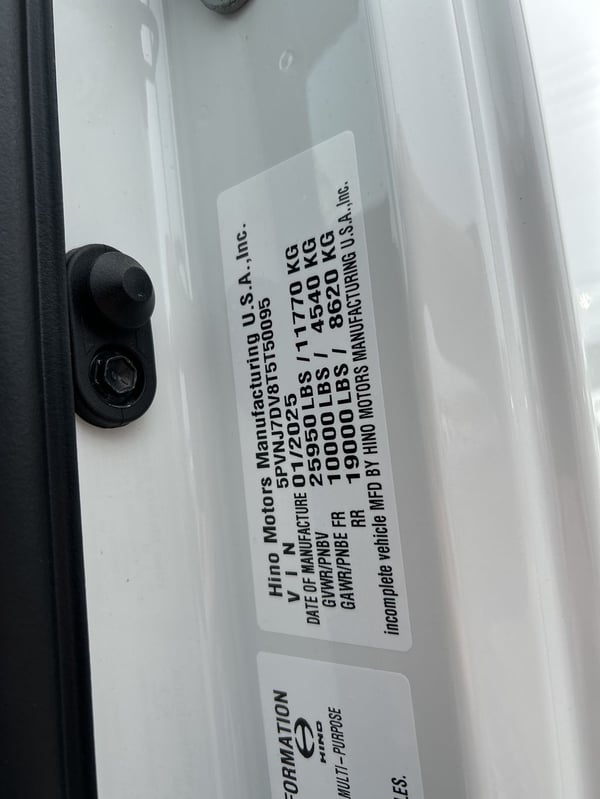 Hino Motors Manufacturing U.S.A.,Inc.
V I N 5PVNJ7DV8T5T50095
DATE OF MANUFACTURE 01/2025
GVWR/PNBV 25950 LBS / 11770 KG
GAWR/PNBE FR 10000 LBS / 4540 KG
RR 19000 LBS / 8620 KG
incomplete vehicle MFD BY HINO MOTORS MANUFACTURING U.S.A.,Inc.
FORMATION
HINO
MULTI-PURPOSE
LES.